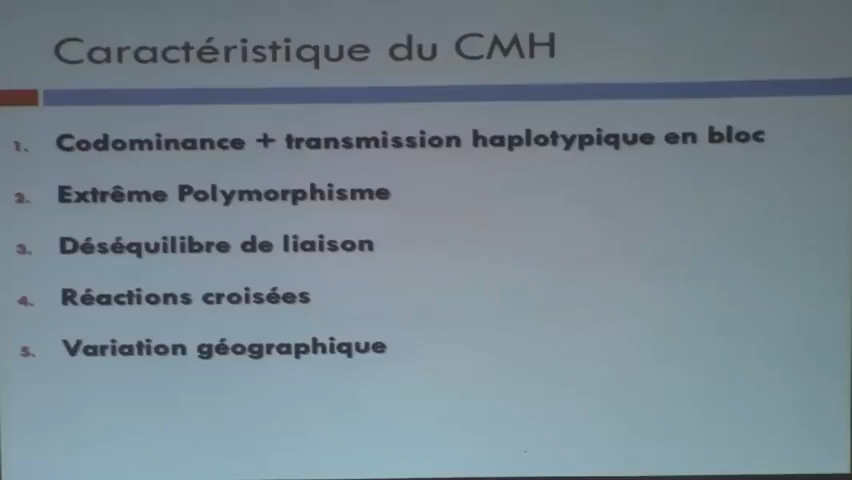 Caractéristique du CMH
1. Codominance + transmission haplotypique en bloc
2. Extrême Polymorphisme
3. Déséquilibre de liaison
4. Réactions croisées
5. Variation géographique